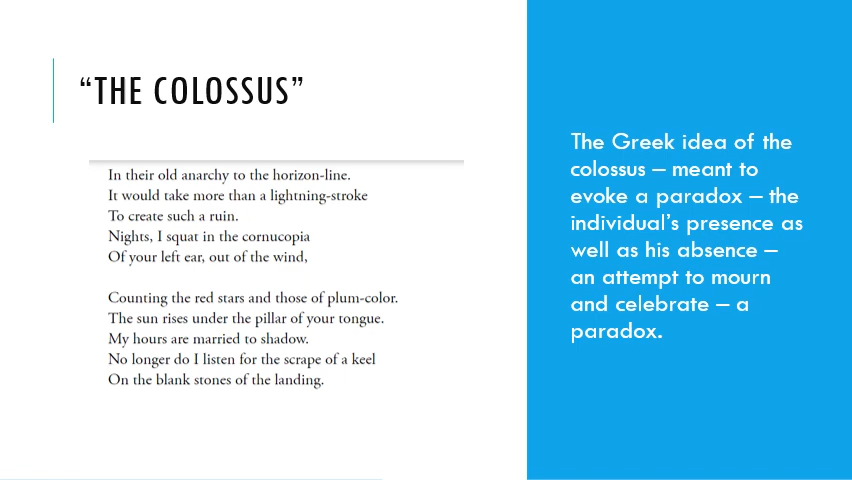 “THE COLOSSUS”
In their old anarchy to the horizon-line.
It would take more than a lightning-stroke
To create such a ruin.
Nights, I squat in the cornucopia
Of your left ear, out of the wind,
Counting the red stars and those of plum-color.
The sun rises under the pillar of your tongue.
My hours are married to shadow.
No longer do I listen for the scrape of a keel
On the blank stones of the landing.
The Greek idea of the
colossus – meant to
evoke a paradox – the
individual’s presence as
well as his absence –
an attempt to mourn
and celebrate – a
paradox.